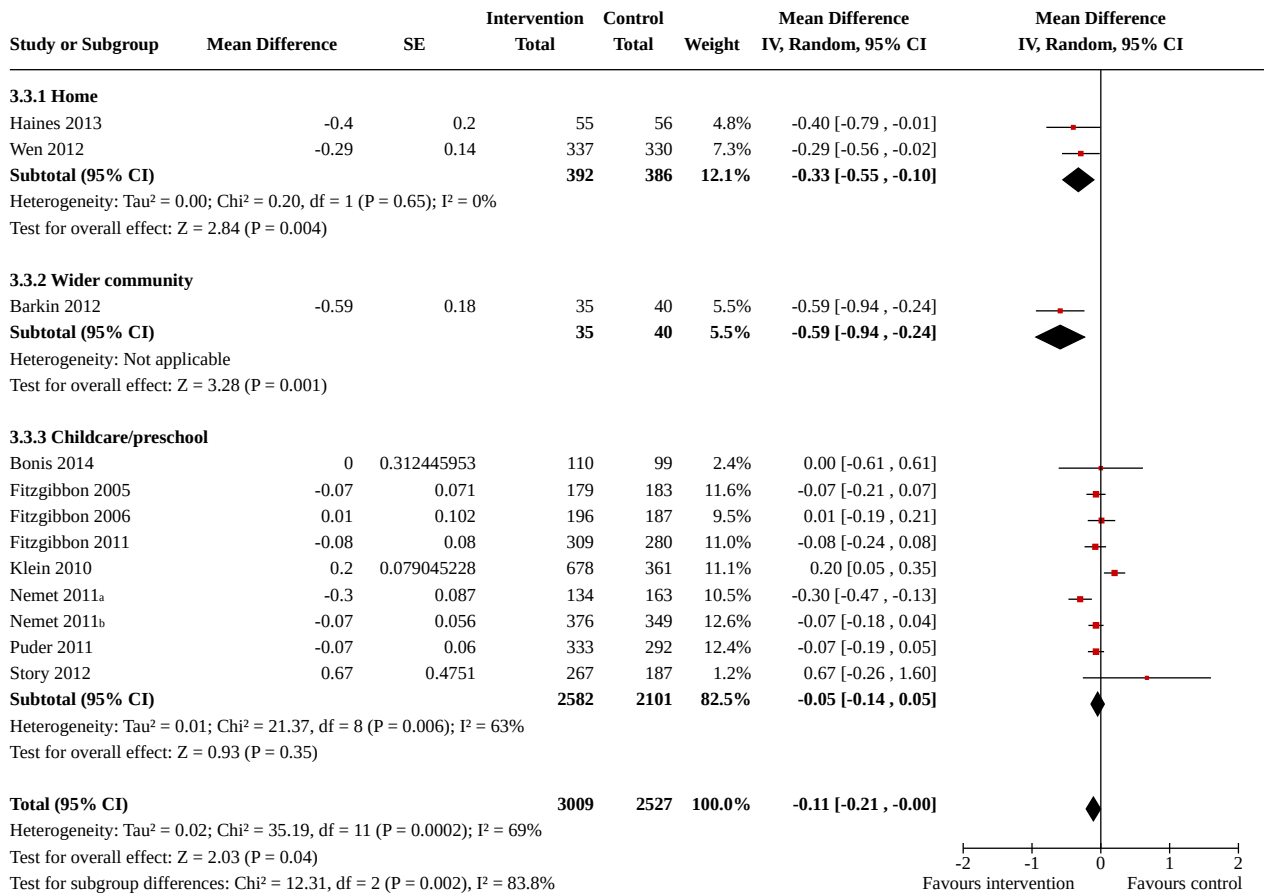 Intervention Control Mean Difference Mean Difference
Study or Subgroup Mean Difference SE Total Total Weight IV, Random, 95% CI IV, Random, 95% CI
3.3.1 Home
Haines 2013 -0.4 0.2 55 56 4.8% -0.40 [-0.79 , -0.01]
Wen 2012 -0.29 0.14 337 330 7.3% -0.29 [-0.56 , -0.02]
Subtotal (95% CI) 392 386 12.1% -0.33 [-0.55 , -0.10]
Heterogeneity: Tau² = 0.00; Chi² = 0.20, df = 1 (P = 0.65); I² = 0%
Test for overall effect: Z = 2.84 (P = 0.004)
3.3.2 Wider community
Barkin 2012 -0.59 0.18 35 40 5.5% -0.59 [-0.94 , -0.24]
Subtotal (95% CI) 35 40 5.5% -0.59 [-0.94 , -0.24]
Heterogeneity: Not applicable
Test for overall effect: Z = 3.28 (P = 0.001)
3.3.3 Childcare/preschool
Bonis 2014 0 0.312445953 110 99 2.4% 0.00 [-0.61 , 0.61]
Fitzgibbon 2005 -0.07 0.071 179 183 11.6% -0.07 [-0.21 , 0.07]
Fitzgibbon 2006 0.01 0.102 196 187 9.5% 0.01 [-0.19 , 0.21]
Fitzgibbon 2011 -0.08 0.08 309 280 11.0% -0.08 [-0.24 , 0.08]
Klein 2010 0.2 0.079045228 678 361 11.1% 0.20 [0.05 , 0.35]
Nemet 2011a -0.3 0.087 134 163 10.5% -0.30 [-0.47 , -0.13]
Nemet 2011b -0.07 0.056 376 349 12.6% -0.07 [-0.18 , 0.04]
Puder 2011 -0.07 0.06 333 292 12.4% -0.07 [-0.19 , 0.05]
Story 2012 0.67 0.4751 267 187 1.2% 0.67 [-0.26 , 1.60]
Subtotal (95% CI) 2582 2101 82.5% -0.05 [-0.14 , 0.05]
Heterogeneity: Tau² = 0.01; Chi² = 21.37, df = 8 (P = 0.006); I² = 63%
Test for overall effect: Z = 0.93 (P = 0.35)
Total (95% CI) 3009 2527 100.0% -0.11 [-0.21 , -0.00]
Heterogeneity: Tau² = 0.02; Chi² = 35.19, df = 11 (P = 0.0002); I² = 69%
Test for overall effect: Z = 2.03 (P = 0.04)
Test for subgroup differences: Chi² = 12.31, df = 2 (P = 0.002), I² = 83.8%
-2 -1 0 1 2
Favours intervention Favours control